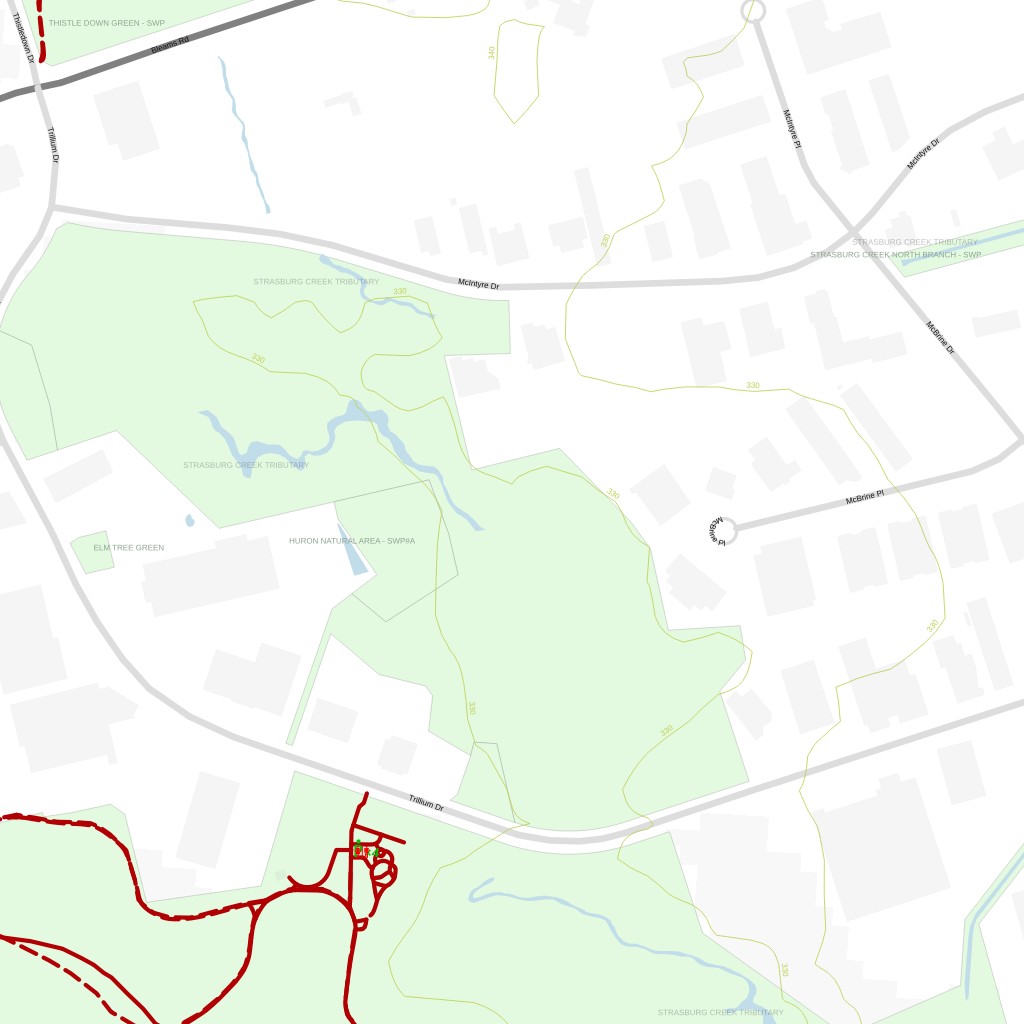 THISTLE DOWN GREEN - SWP
Thistledown Dr
Bleams Rd
340
Trillium Dr
McIntyre Pl
McIntyre Dr
330
STRASBURG CREEK TRIBUTARY
STRASBURG CREEK NORTH BRANCH - SWP
STRASBURG CREEK TRIBUTARY
McIntyre Dr
330
330
McBrine Dr
330
STRASBURG CREEK TRIBUTARY
330
McBrine Pl
McBrine Pl
HURON NATURAL AREA - SWP#A
ELM TREE GREEN
330
330
330
Trillium Dr
330
STRASBURG CREEK TRIBUTARY